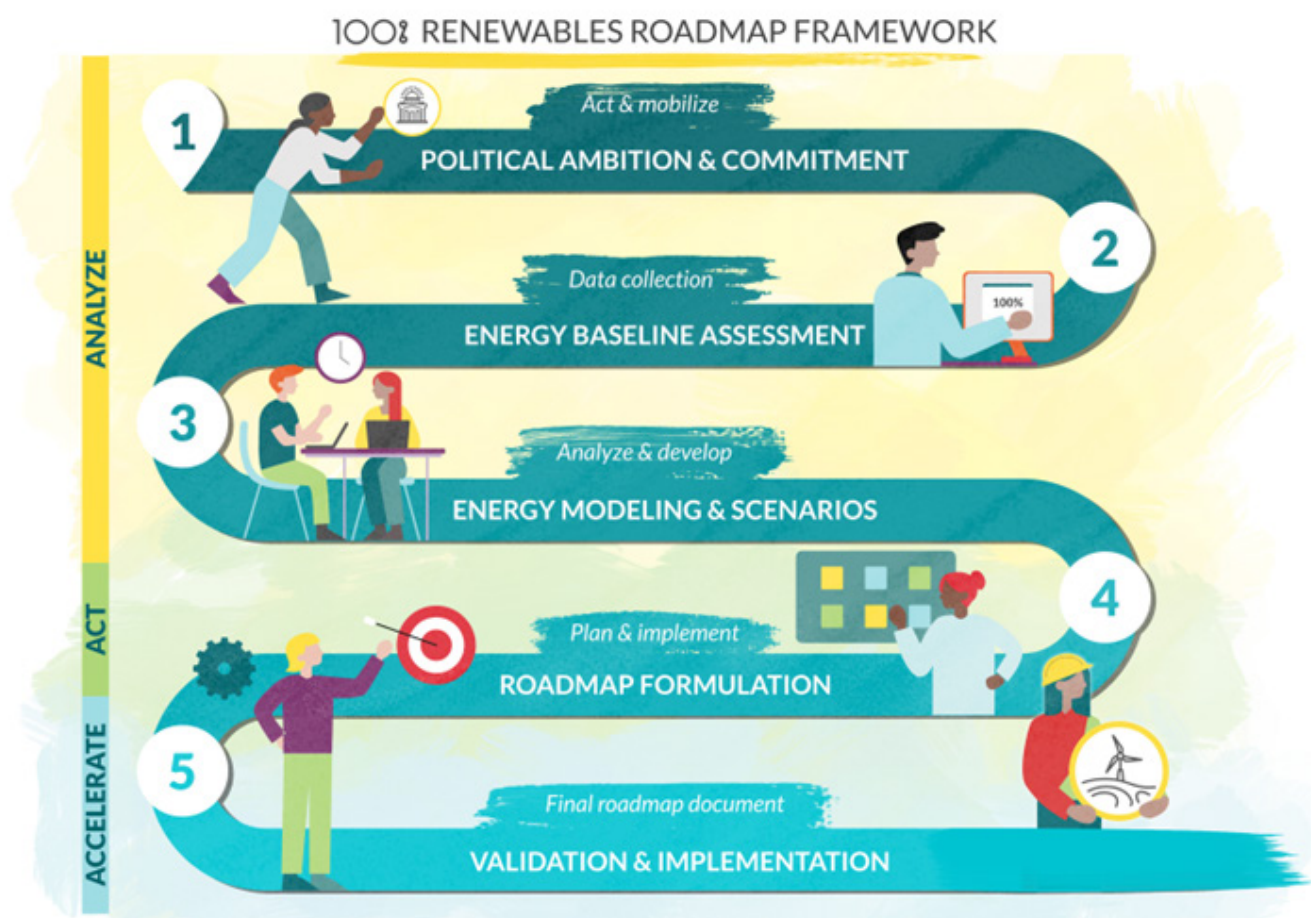 100% RENEWABLES ROADMAP FRAMEWORK
ANALYZE
1
Act & mobilize
POLITICAL AMBITION & COMMITMENT
2
Data collection
100%
ENERGY BASELINE ASSESSMENT
3
Analyze & develop
ENERGY MODELING & SCENARIOS
ACT
4
Plan & implement
ROADMAP FORMULATION
ACCELERATE
5
Final roadmap document
VALIDATION & IMPLEMENTATION